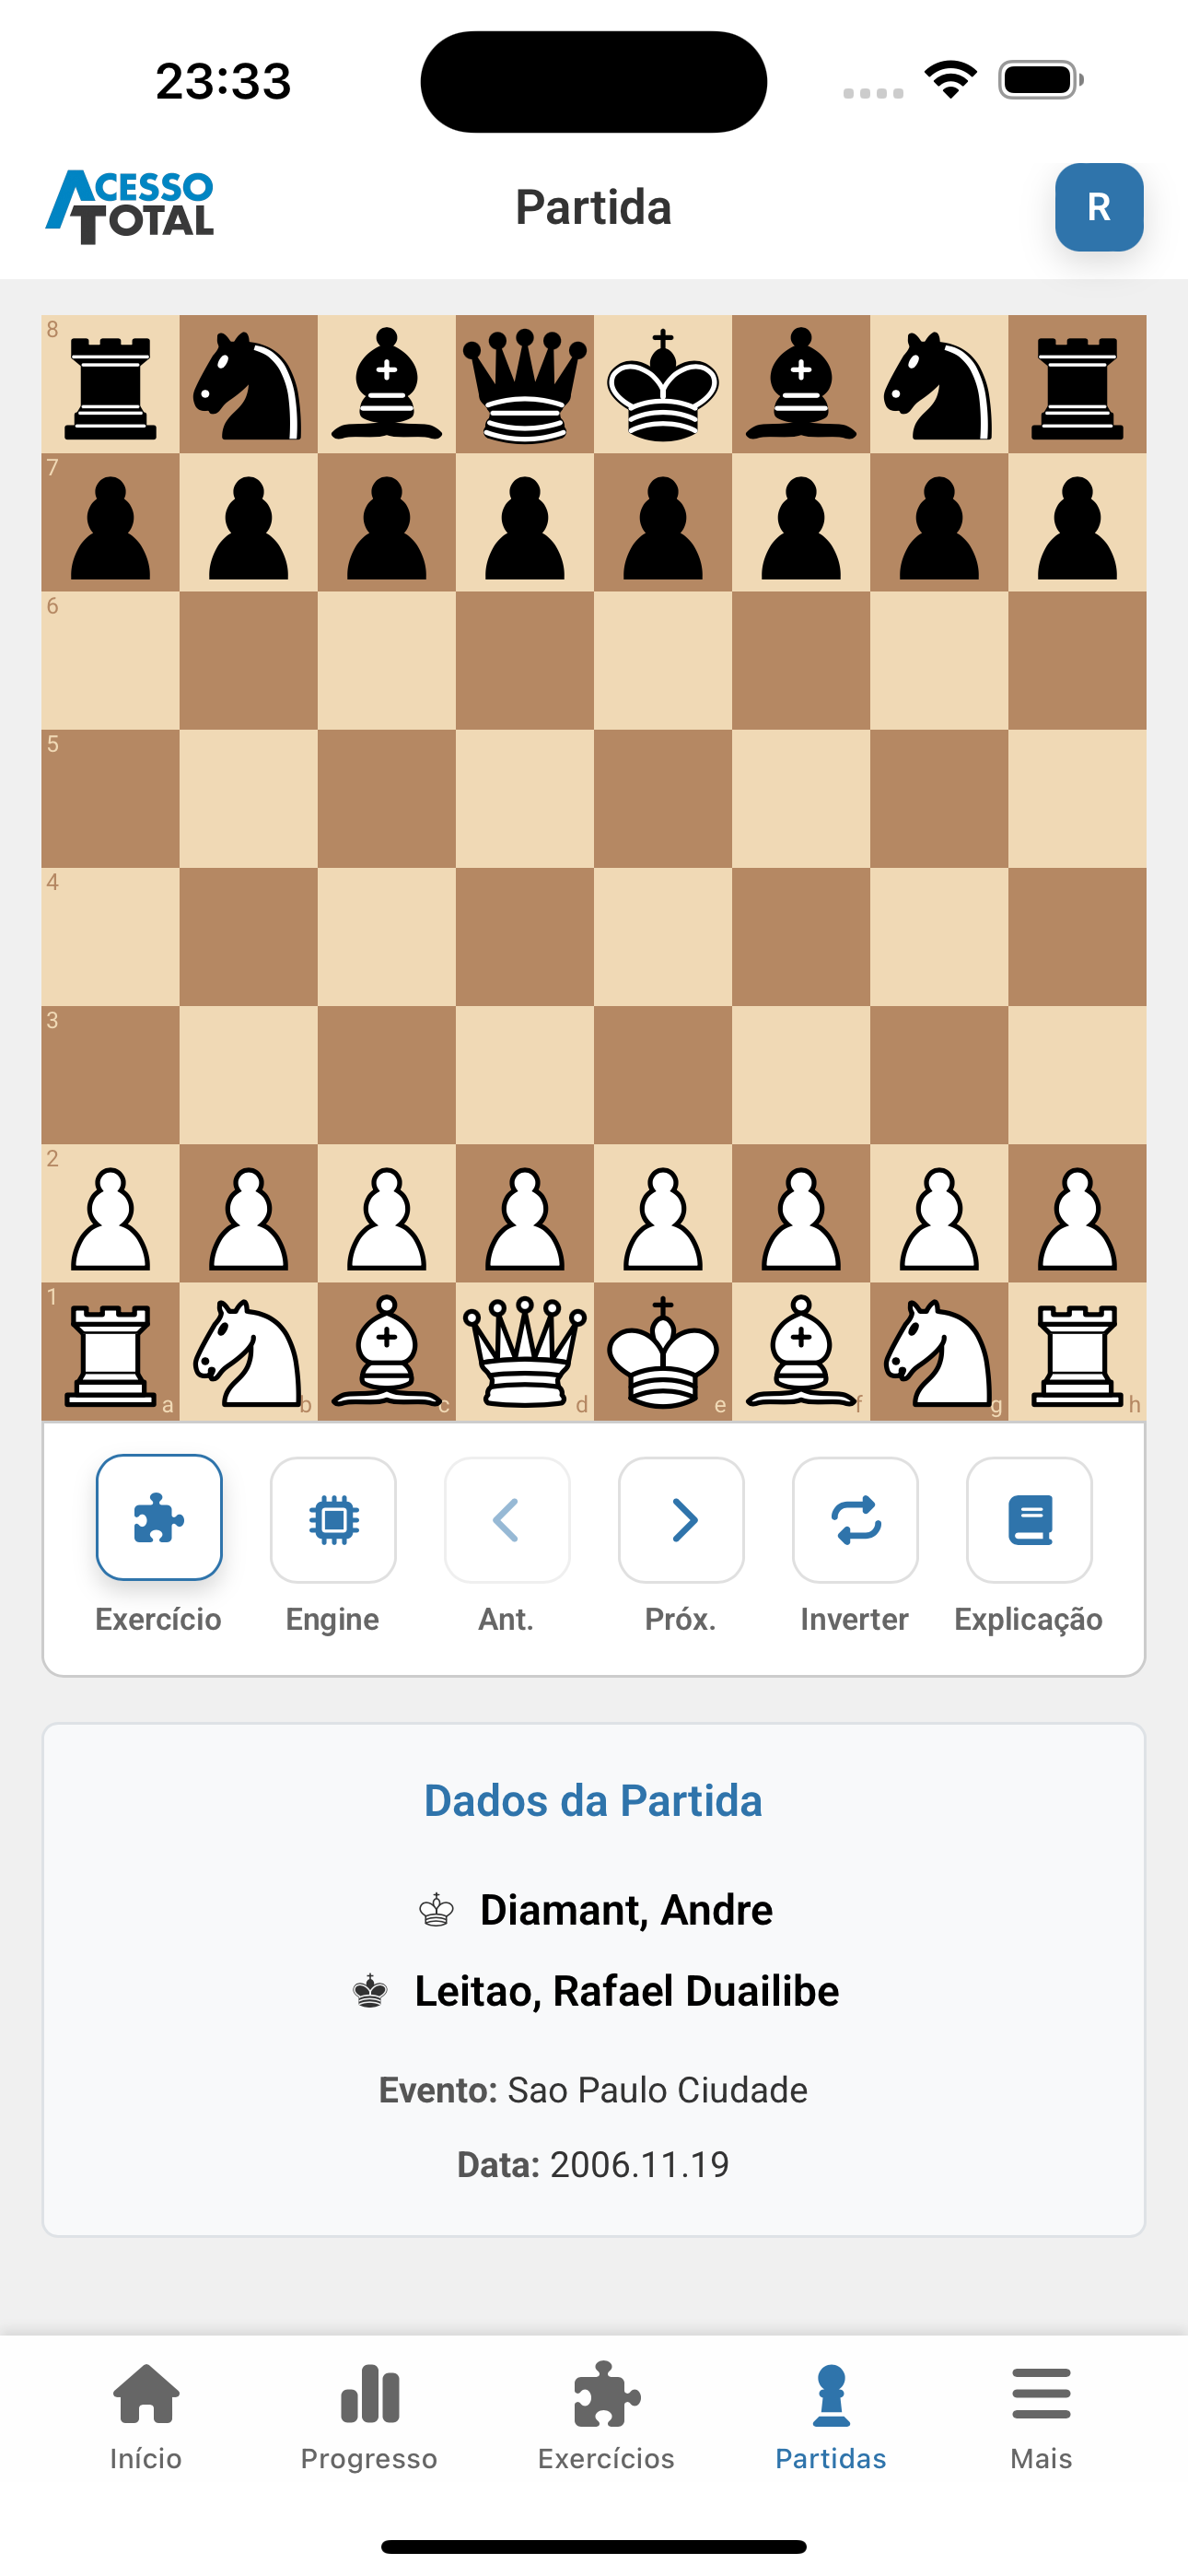 23:33
ACESSO
TOTAL
Partida
R
8
7
6
5
4
3
2
1
a b c d e f g h
Exercício Engine Ant. Próx. Inverter Explicação
Dados da Partida
Diamant, Andre
Leitao, Rafael Duailibe
Evento: Sao Paulo Ciudade
Data: 2006.11.19
Início Progresso Exercícios Partidas Mais